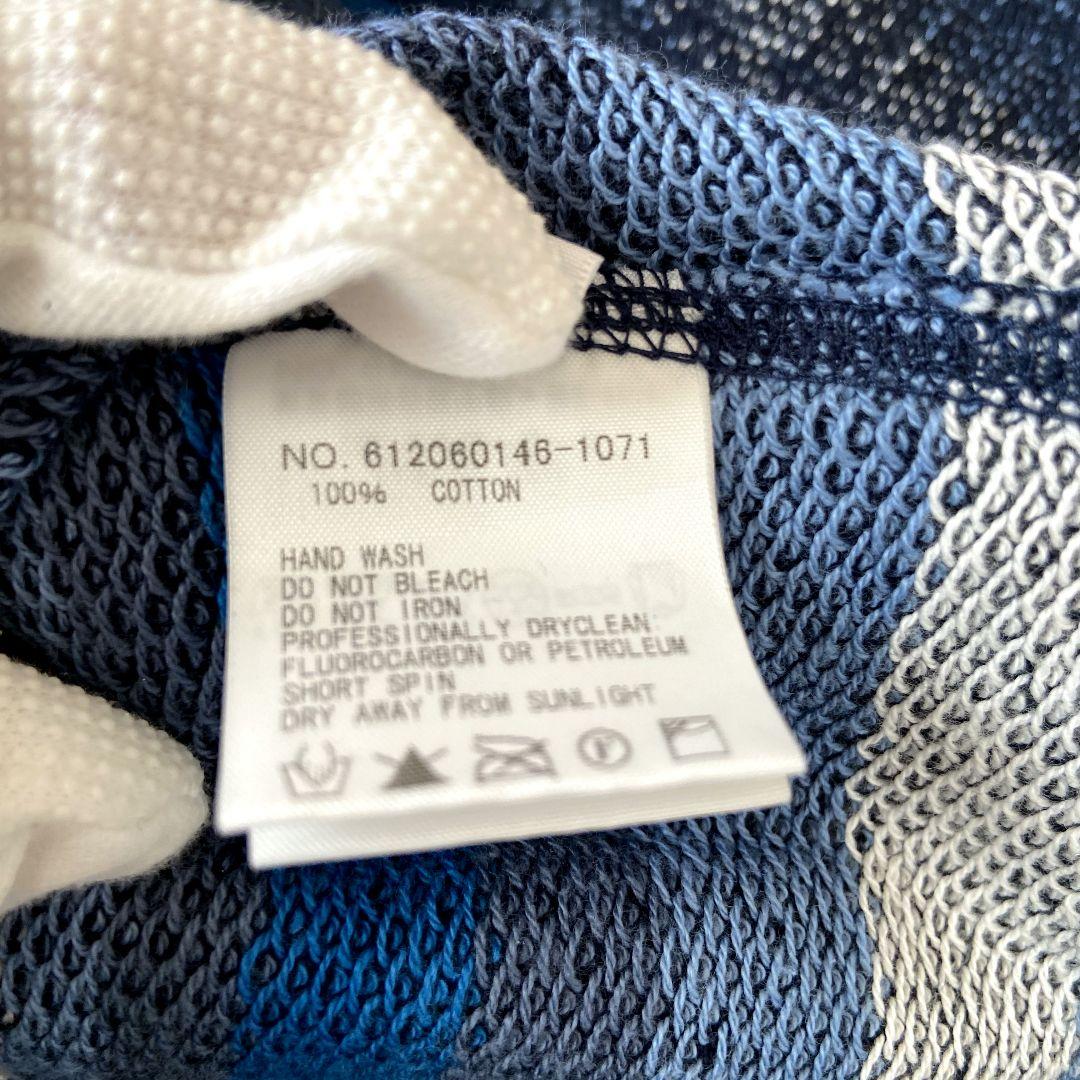 NO. 612060146-1071
100% COTTON
HAND WASH
DO NOT BLEACH
DO NOT IRON
PROFESSIONALLY DRYCLEAN:
FLUOROCARBON OR PETROLEUM
SHORT SPIN
DRY AWAY FROM SUNLIGHT
F